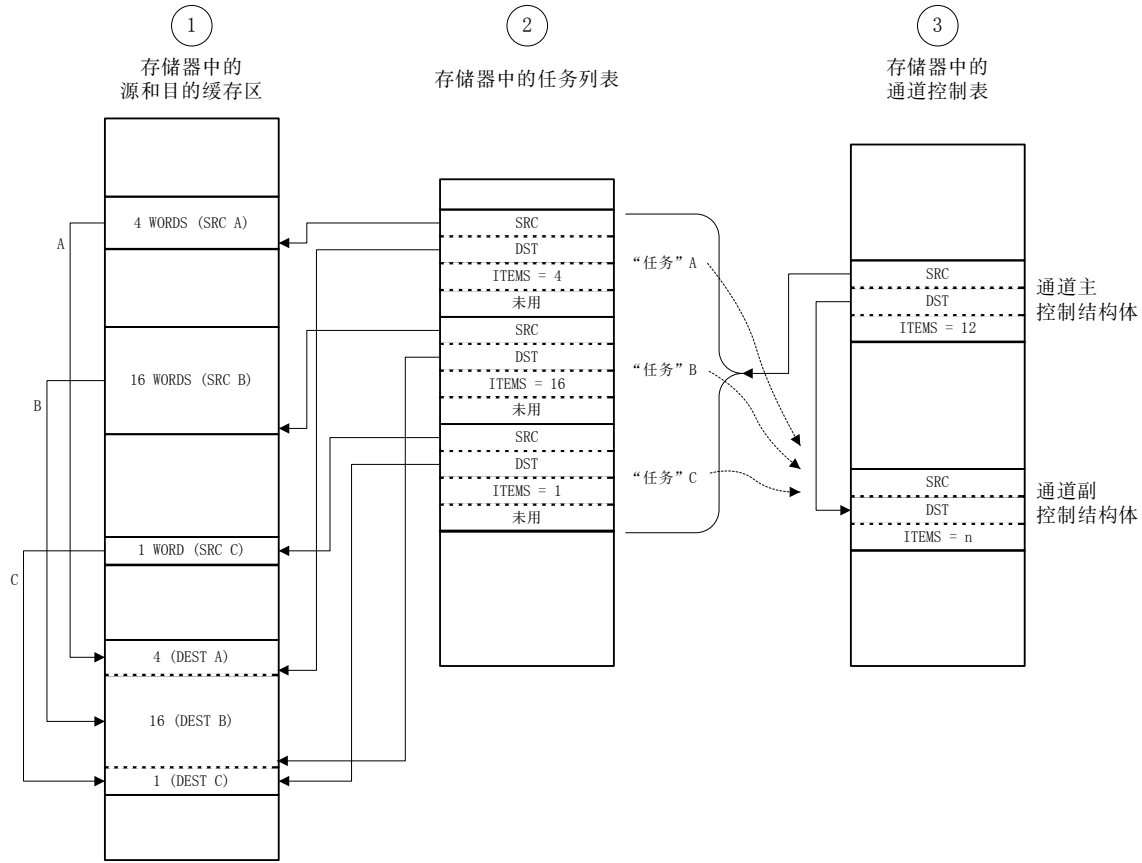 1
存储器中的
源和目的缓存区
A
B
C
4 WORDS (SRC A)
16 WORDS (SRC B)
1 WORD (SRC C)
4 (DEST A)
16 (DEST B)
1 (DEST C)
2
存储器中的任务列表
SRC
DST
ITEMS = 4
未用
SRC
DST
ITEMS = 16
未用
SRC
DST
ITEMS = 1
未用
“任务”A
“任务”B
“任务”C
3
存储器中的
通道控制表
SRC
DST
ITEMS = 12
通道主
控制结构体
SRC
DST
ITEMS = n
通道副
控制结构体